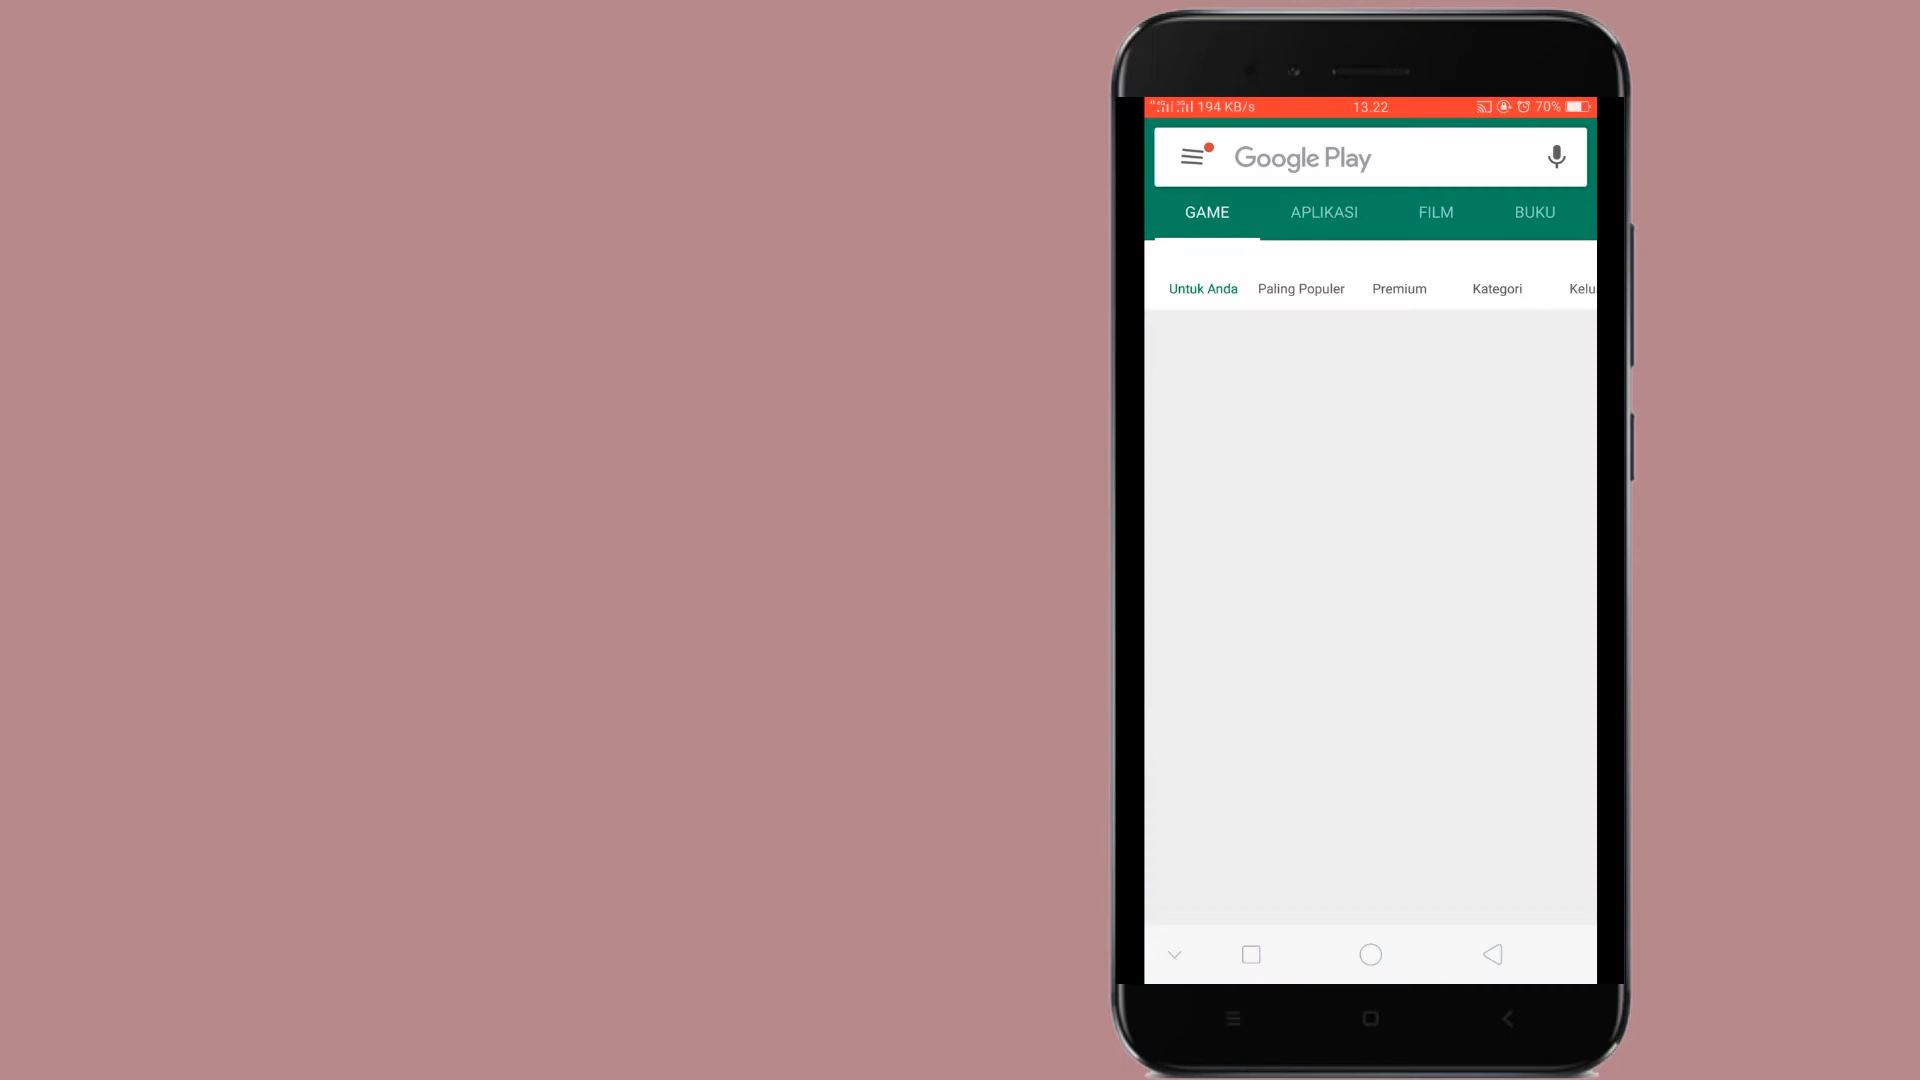 194 KB/s 13.22 70%
Google Play
GAME APLIKASI FILM BUKU
Untuk Anda Paling Populer Premium Kategori Kelu